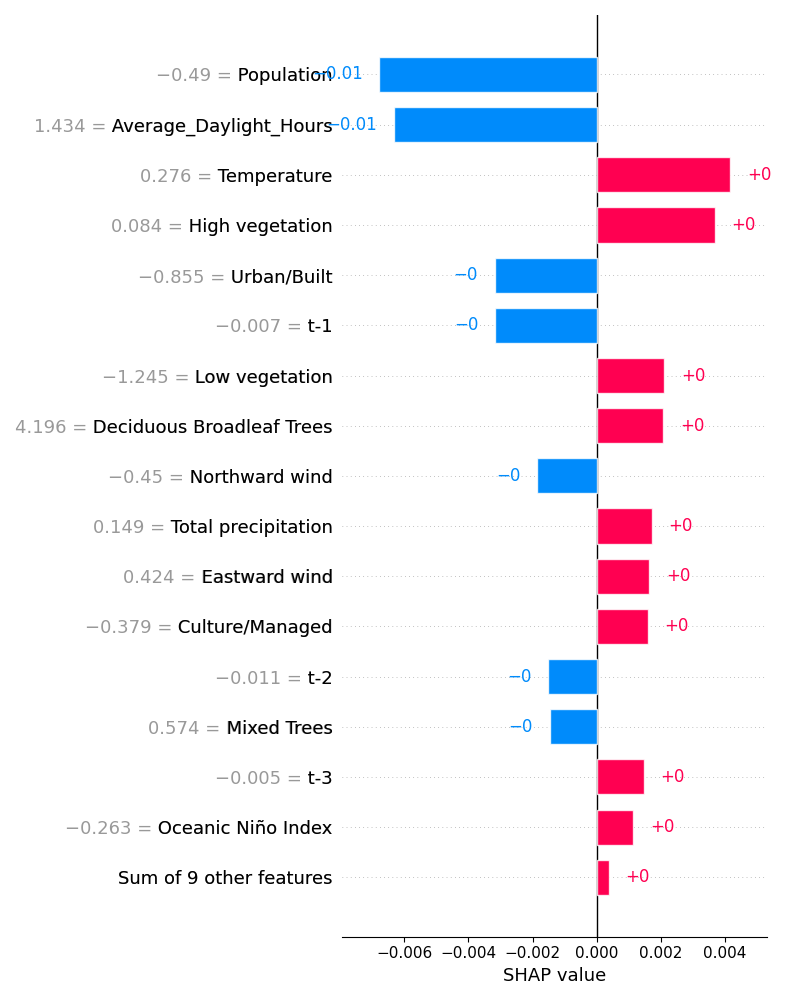 −0.49 = Population −0.01
1.434 = Average_Daylight_Hours −0.01
0.276 = Temperature +0
0.084 = High vegetation +0
−0.855 = Urban/Built −0
−0.007 = t-1 −0
−1.245 = Low vegetation +0
4.196 = Deciduous Broadleaf Trees +0
−0.45 = Northward wind −0
0.149 = Total precipitation +0
0.424 = Eastward wind +0
−0.379 = Culture/Managed +0
−0.011 = t-2 −0
0.574 = Mixed Trees −0
−0.005 = t-3 +0
−0.263 = Oceanic Niño Index +0
Sum of 9 other features +0
−0.006 −0.004 −0.002 0.000 0.002 0.004
SHAP value